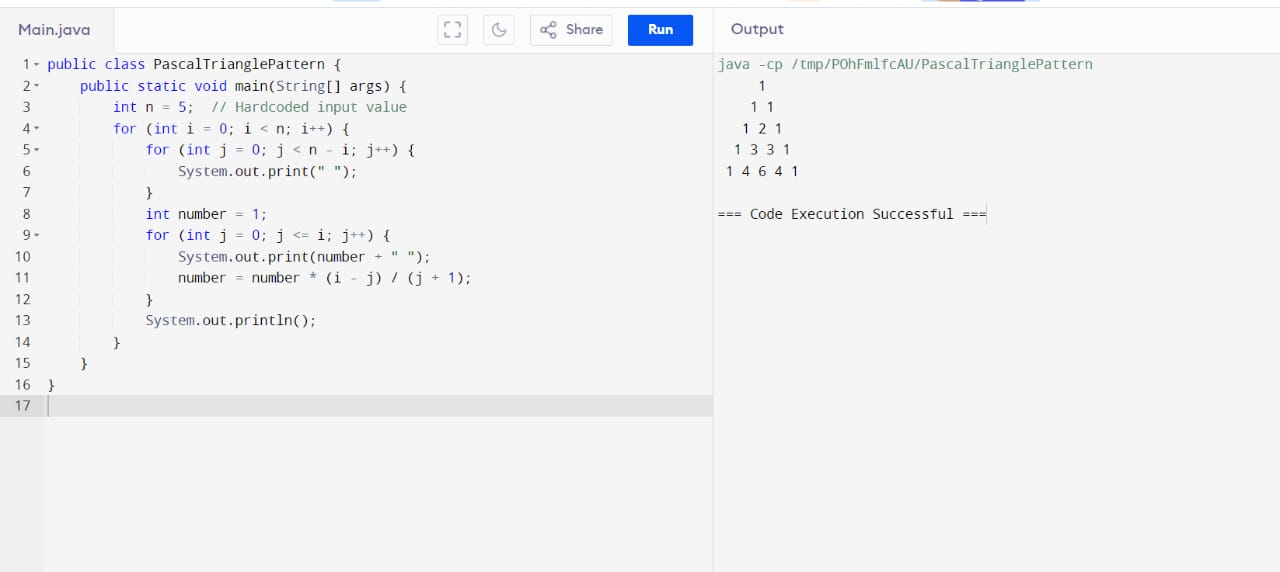 Main.java
Share
Run
Output
1 public class PascalTrianglePattern {
2     public static void main(String[] args) {
3         int n = 5;  // Hardcoded input value
4         for (int i = 0; i < n; i++) {
5             for (int j = 0; j < n - i; j++) {
6                 System.out.print(" ");
7             }
8             int number = 1;
9             for (int j = 0; j <= i; j++) {
10                 System.out.print(number + " ");
11                 number = number * (i - j) / (j + 1);
12             }
13             System.out.println();
14         }
15     }
16 }
17
java -cp /tmp/POhFmlfcAU/PascalTrianglePattern
     1
    1 1
   1 2 1
  1 3 3 1
 1 4 6 4 1
=== Code Execution Successful ===